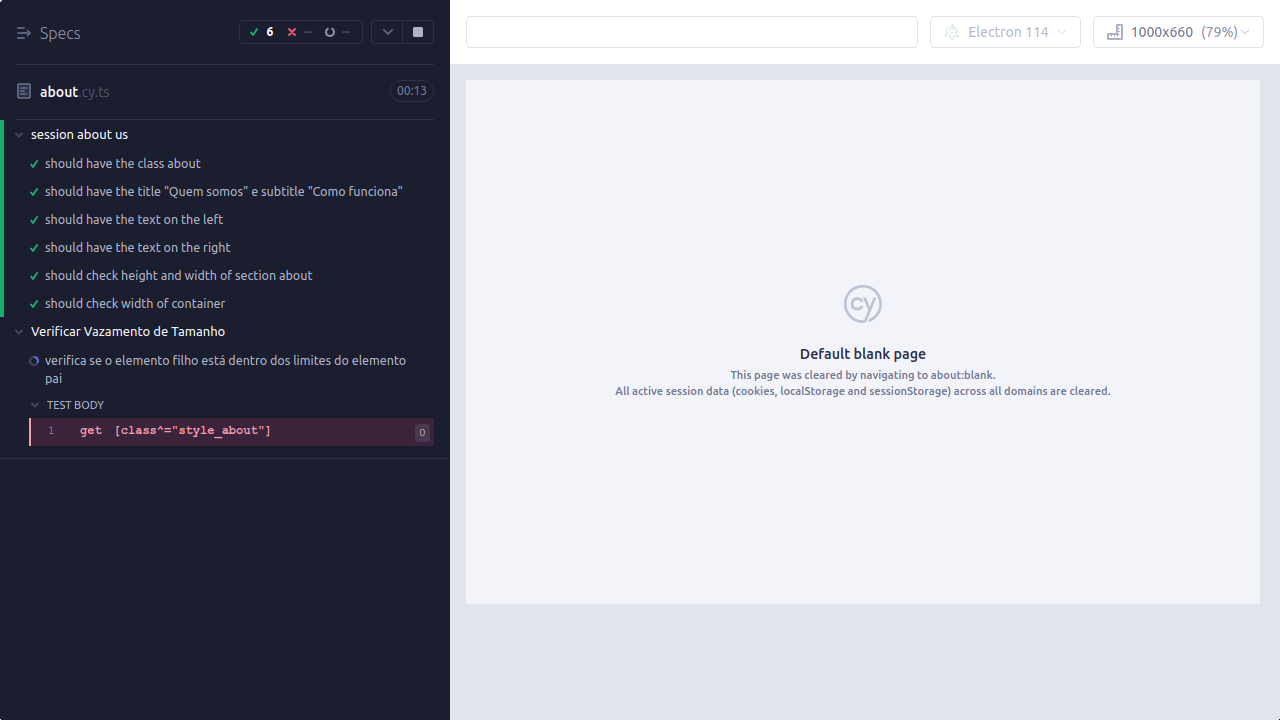 Specs
6
--
--
Electron 114
1000x660 (79%)
about.cy.ts
00:13
session about us
should have the class about
should have the title "Quem somos" e subtitle "Como funciona"
should have the text on the left
should have the text on the right
should check height and width of section about
should check width of container
Verificar Vazamento de Tamanho
verifica se o elemento filho está dentro dos limites do elemento
pai
TEST BODY
1 get [class^="style_about"] 0
cy
Default blank page
This page was cleared by navigating to about:blank.
All active session data (cookies, localStorage and sessionStorage) across all domains are cleared.